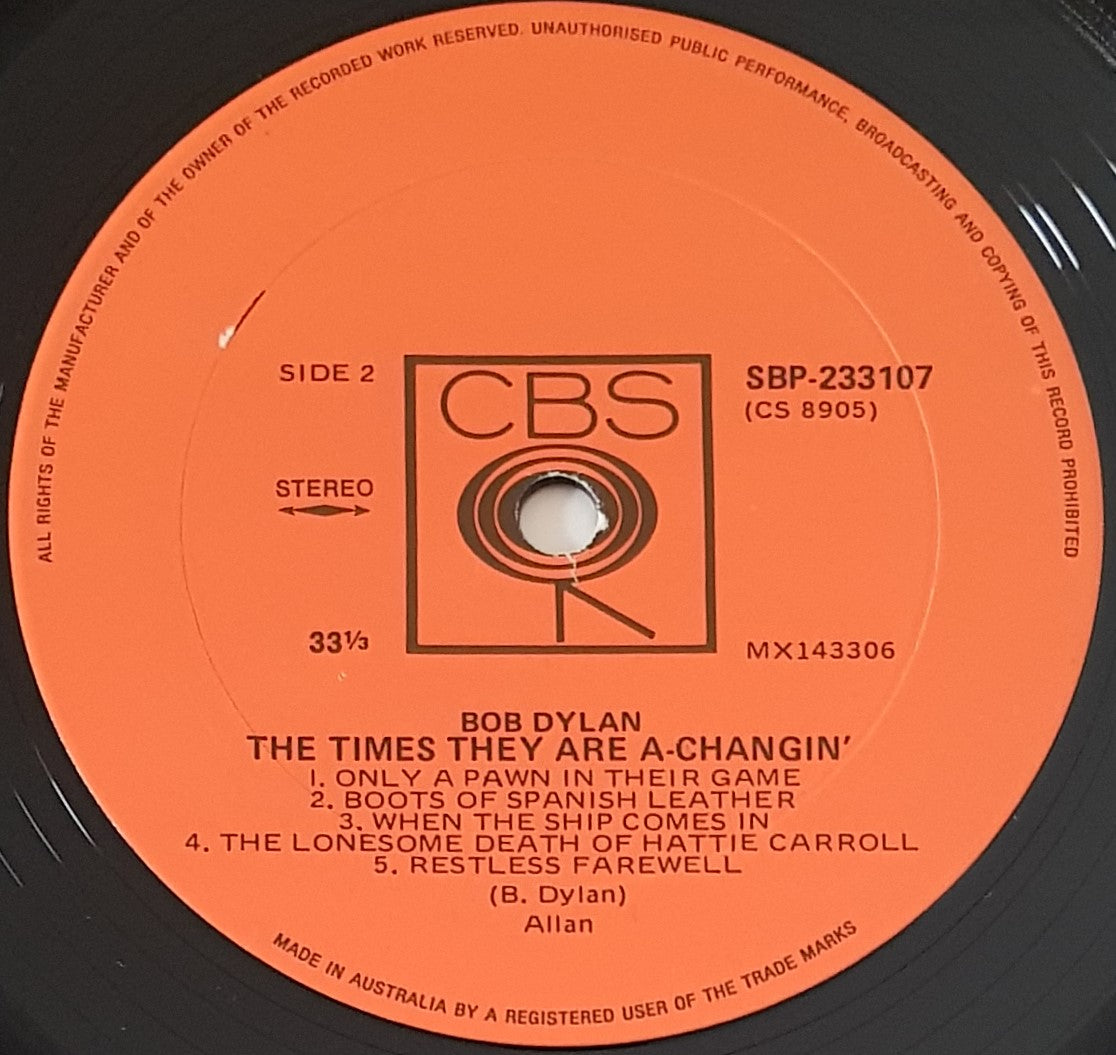 ALL RIGHTS OF THE MANUFACTURER AND OF THE OWNER OF THE RECORDED WORK RESERVED. UNAUTHORISED PUBLIC PERFORMANCE, BROADCASTING AND COPYING OF THIS RECORD PROHIBITED
SIDE 2
CBS
SBP-233107
(CS 8905)
STEREO
33⅓
MX143306
BOB DYLAN
THE TIMES THEY ARE A-CHANGIN'
1. ONLY A PAWN IN THEIR GAME
2. BOOTS OF SPANISH LEATHER
3. WHEN THE SHIP COMES IN
4. THE LONESOME DEATH OF HATTIE CARROLL
5. RESTLESS FAREWELL
(B. Dylan)
Allan
MADE IN AUSTRALIA BY A REGISTERED USER OF THE TRADE MARKS